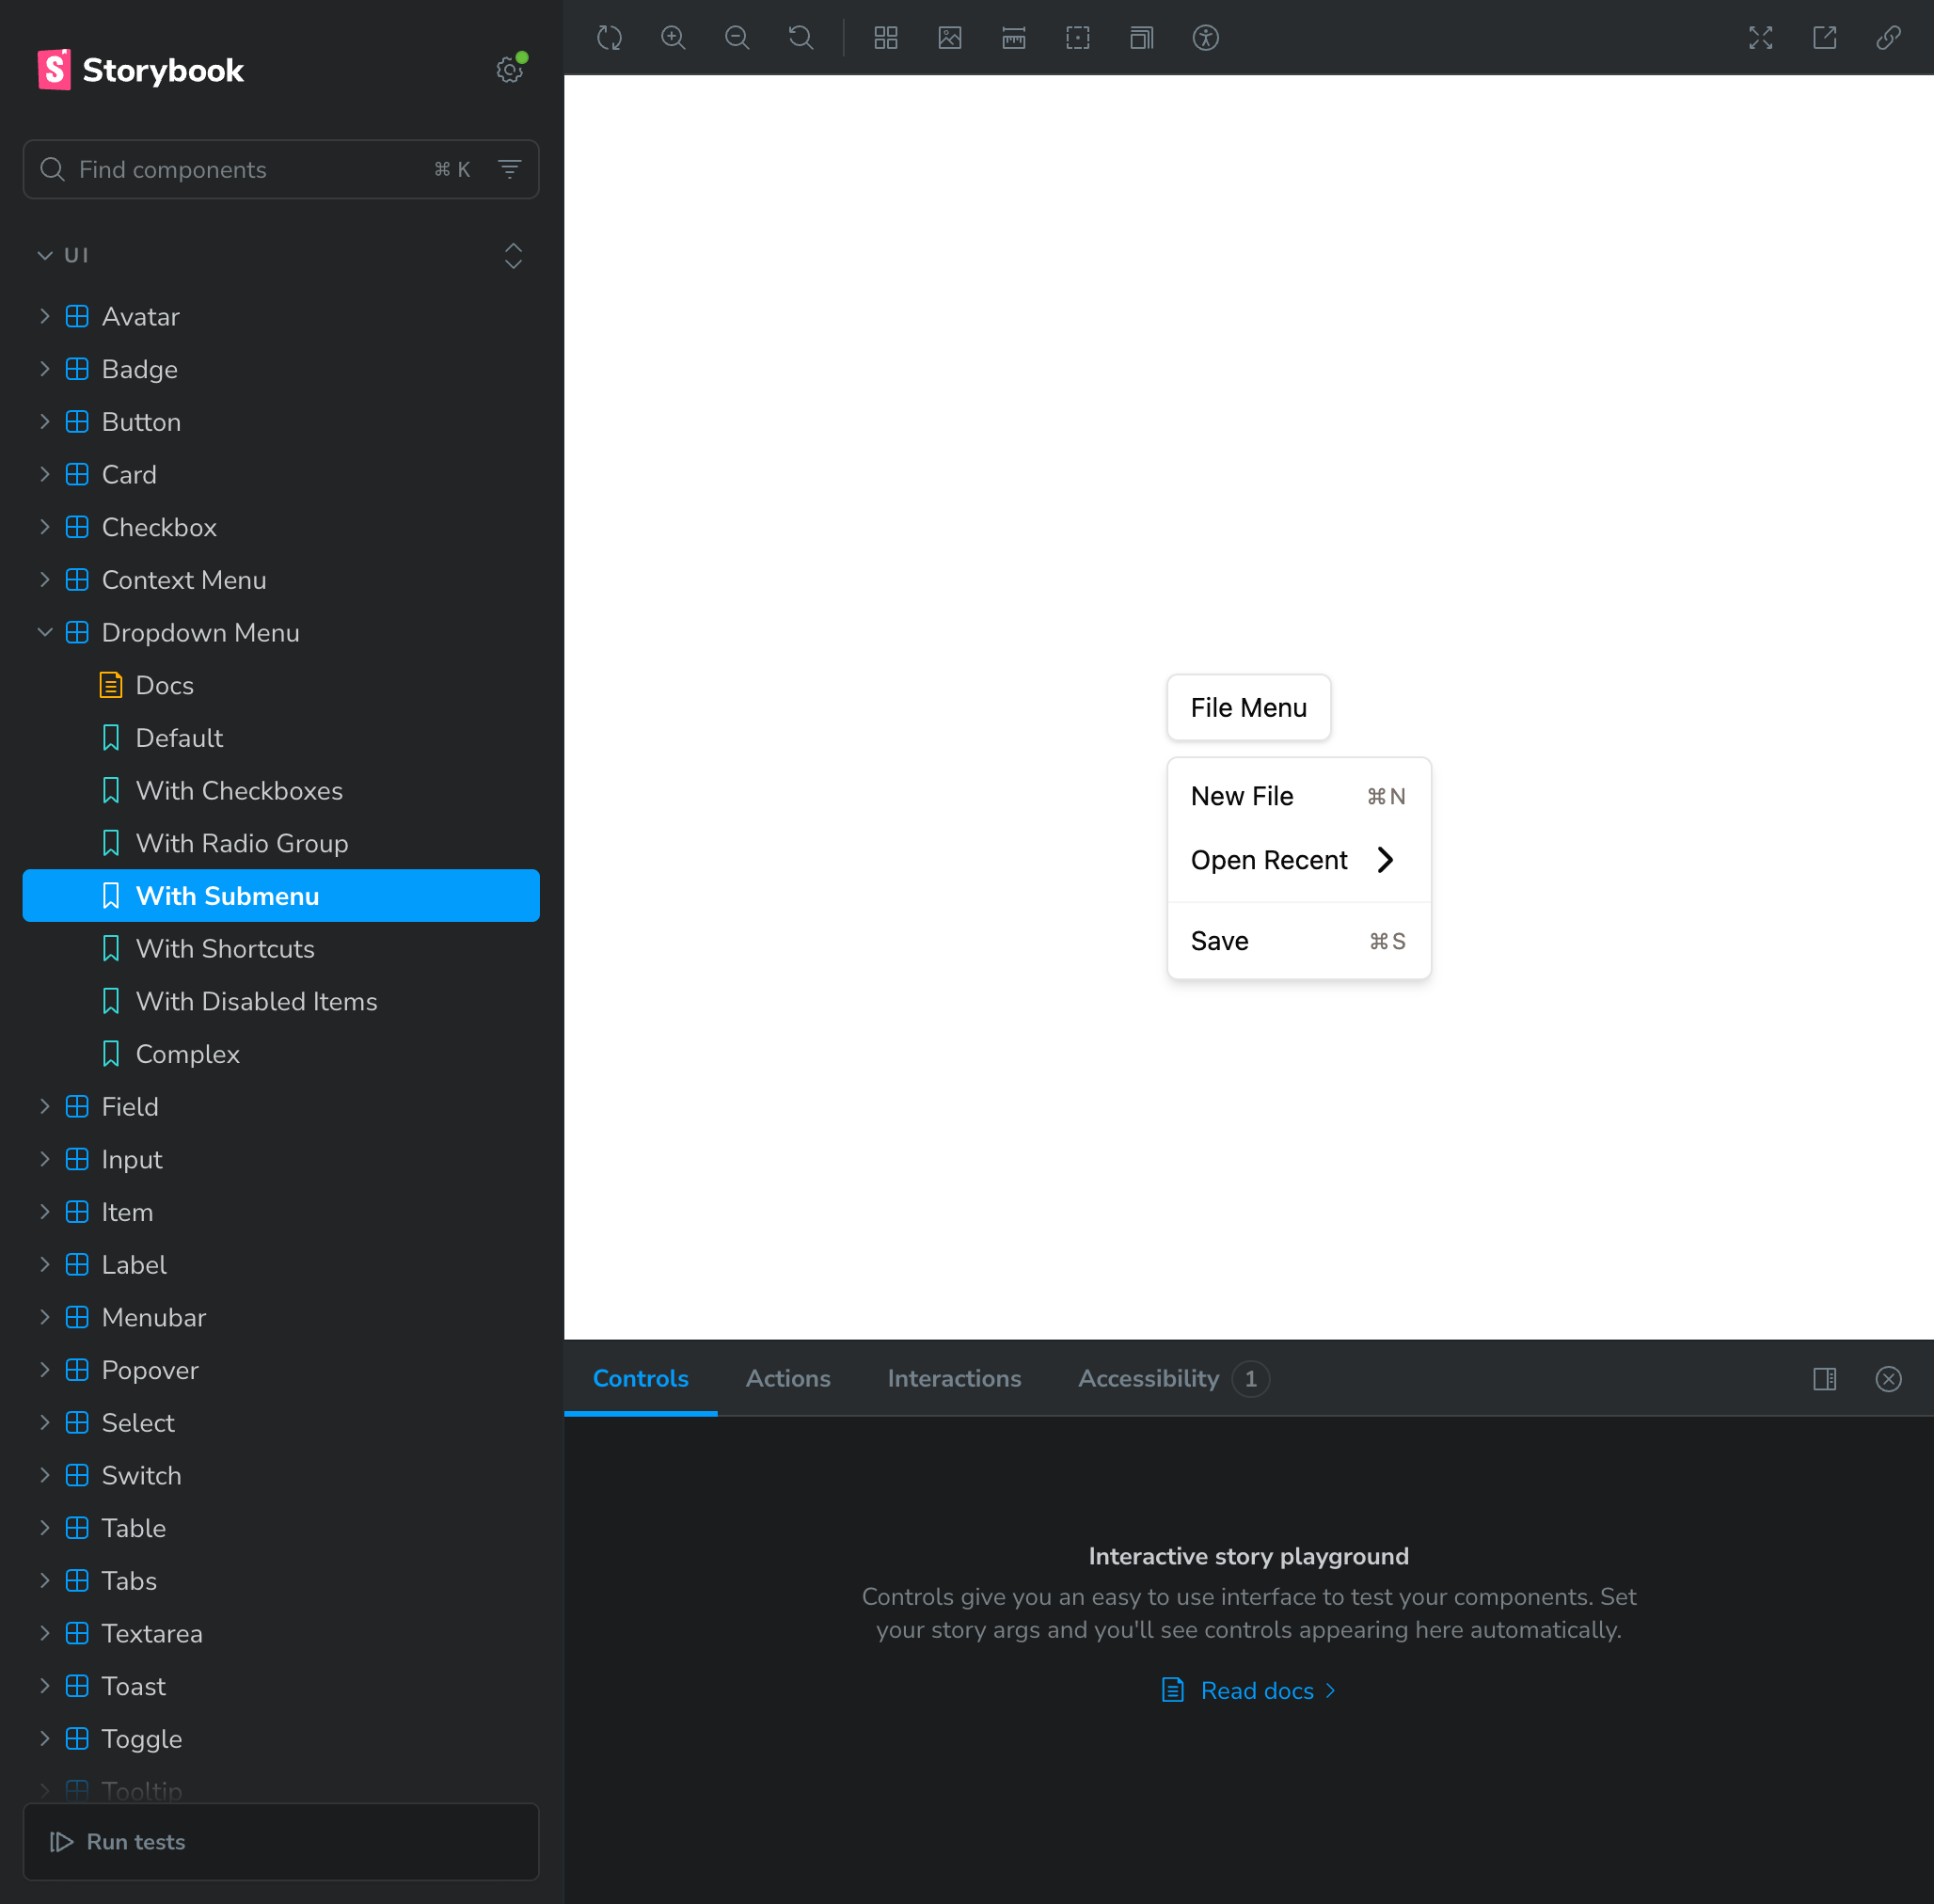 Storybook
Find components ⌘ K
UI
Avatar
Badge
Button
Card
Checkbox
Context Menu
Dropdown Menu
Docs
Default
With Checkboxes
With Radio Group
With Submenu
With Shortcuts
With Disabled Items
Complex
Field
Input
Item
Label
Menubar
Popover
Select
Switch
Table
Tabs
Textarea
Toast
Toggle
Tooltip
Run tests
File Menu
New File ⌘N
Open Recent
Save ⌘S
Controls Actions Interactions Accessibility 1
Interactive story playground
Controls give you an easy to use interface to test your components. Set
your story args and you'll see controls appearing here automatically.
Read docs